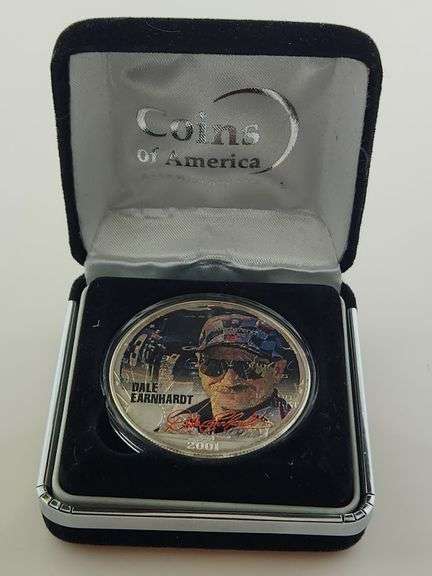 Coins
Of America
DALE
EARNHARDT
2001